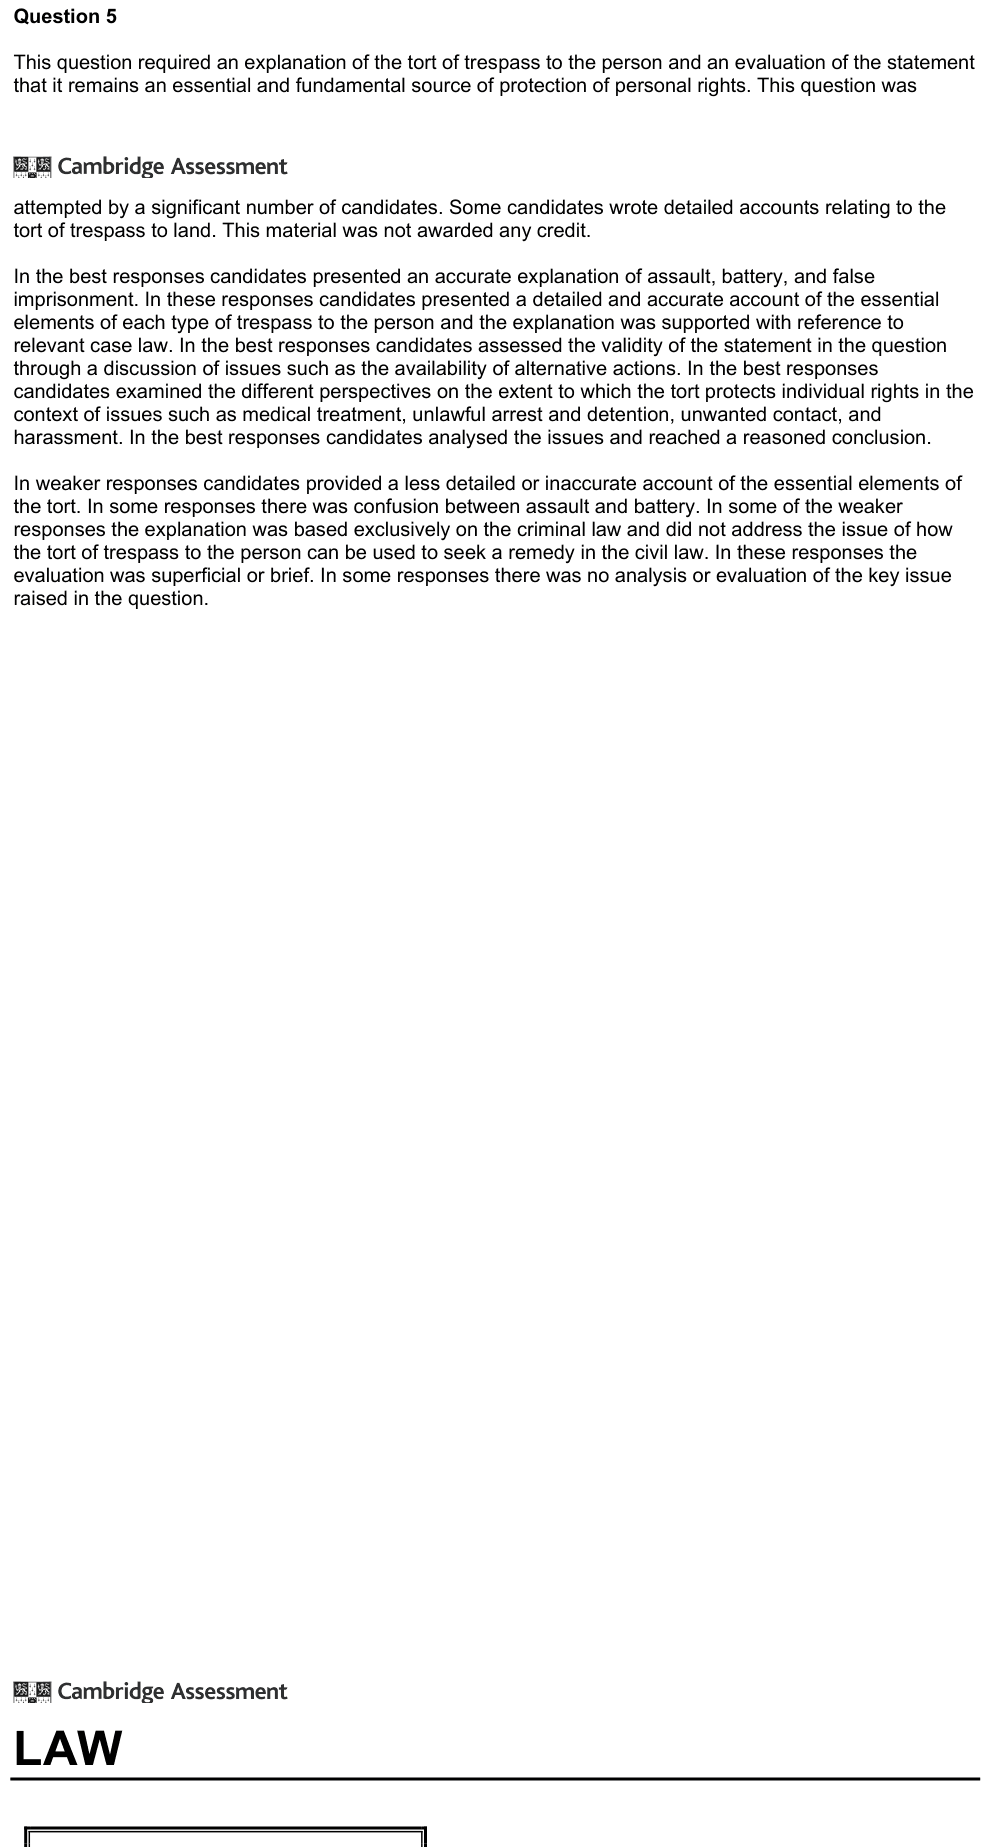 Question 5
This question required an explanation of the tort of trespass to the person and an evaluation of the statement
that it remains an essential and fundamental source of protection of personal rights. This question was
Cambridge Assessment
attempted by a significant number of candidates. Some candidates wrote detailed accounts relating to the
tort of trespass to land. This material was not awarded any credit.
In the best responses candidates presented an accurate explanation of assault, battery, and false
imprisonment. In these responses candidates presented a detailed and accurate account of the essential
elements of each type of trespass to the person and the explanation was supported with reference to
relevant case law. In the best responses candidates assessed the validity of the statement in the question
through a discussion of issues such as the availability of alternative actions. In the best responses
candidates examined the different perspectives on the extent to which the tort protects individual rights in the
context of issues such as medical treatment, unlawful arrest and detention, unwanted contact, and
harassment. In the best responses candidates analysed the issues and reached a reasoned conclusion.
In weaker responses candidates provided a less detailed or inaccurate account of the essential elements of
the tort. In some responses there was confusion between assault and battery. In some of the weaker
responses the explanation was based exclusively on the criminal law and did not address the issue of how
the tort of trespass to the person can be used to seek a remedy in the civil law. In these responses the
evaluation was superficial or brief. In some responses there was no analysis or evaluation of the key issue
raised in the question.
Cambridge Assessment
LAW